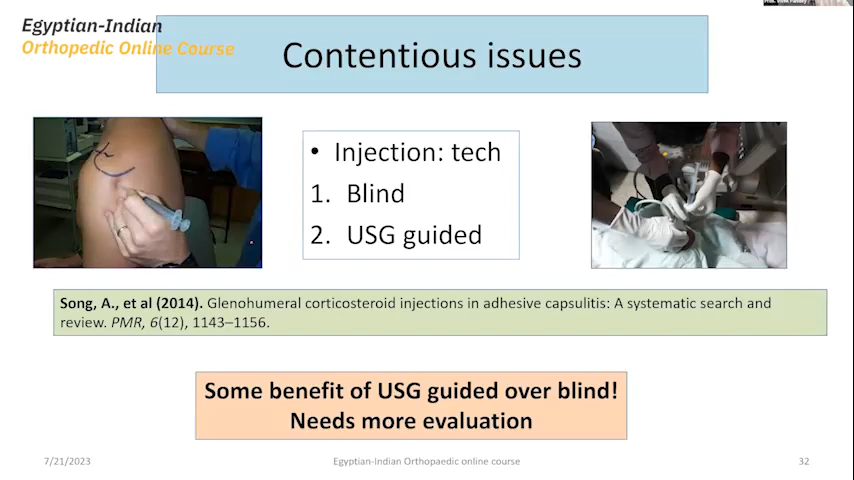 Egyptian-Indian
Orthopedic Online Course
Contentious issues
• Injection: tech
1. Blind
2. USG guided
Song, A., et al (2014). Glenohumeral corticosteroid injections in adhesive capsulitis: A systematic search and
review. PMR, 6(12), 1143–1156.
Some benefit of USG guided over blind!
Needs more evaluation
7/21/2023
Egyptian-Indian Orthopaedic online course
32